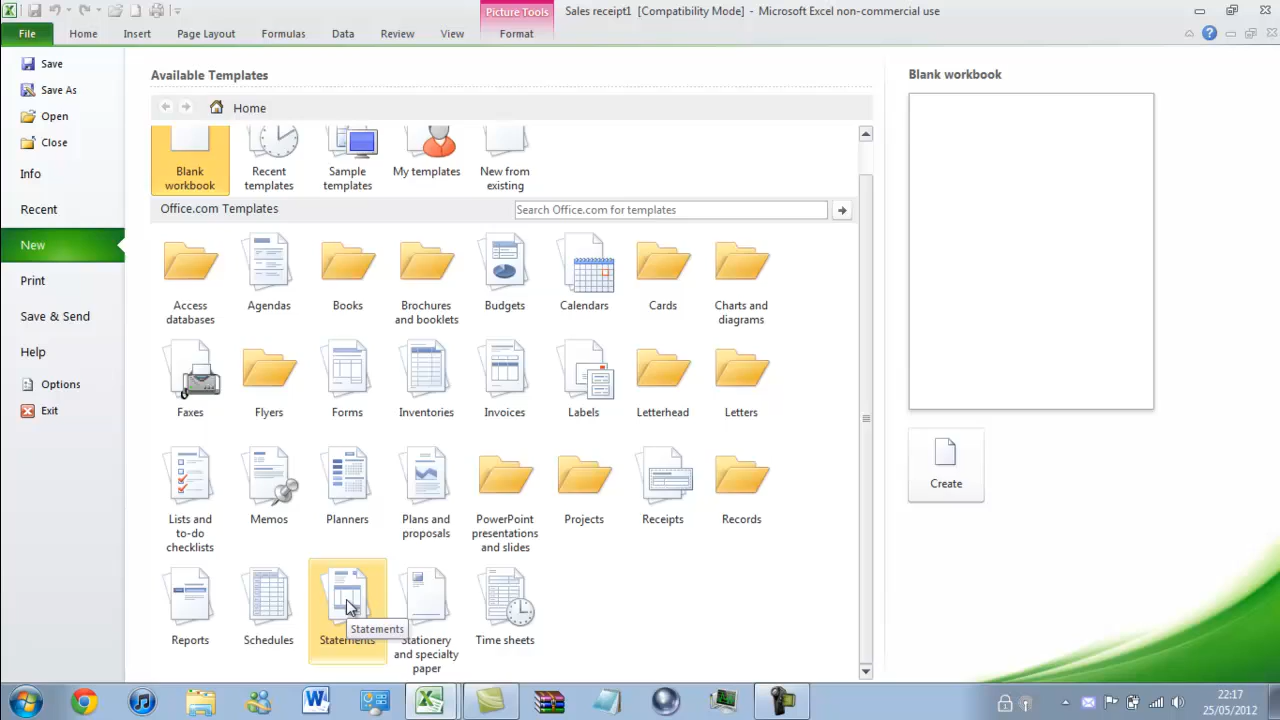 Picture Tools
Sales receipt1 [Compatibility Mode] - Microsoft Excel non-commercial use
File Home Insert Page Layout Formulas Data Review View Format
Save
Save As
Open
Close
Info
Recent
New
Print
Save & Send
Help
Options
Exit
Available Templates
Home
Blank workbook
Recent templates
Sample templates
My templates
New from existing
Office.com Templates
Search Office.com for templates
Access databases
Agendas
Books
Brochures and booklets
Budgets
Calendars
Cards
Charts and diagrams
Faxes
Flyers
Forms
Inventories
Invoices
Labels
Letterhead
Letters
Lists and to-do checklists
Memos
Planners
Plans and proposals
PowerPoint presentations and slides
Projects
Receipts
Records
Reports
Schedules
Statements
Statements
Stationery and specialty paper
Time sheets
Blank workbook
Create
22:17
25/05/2012